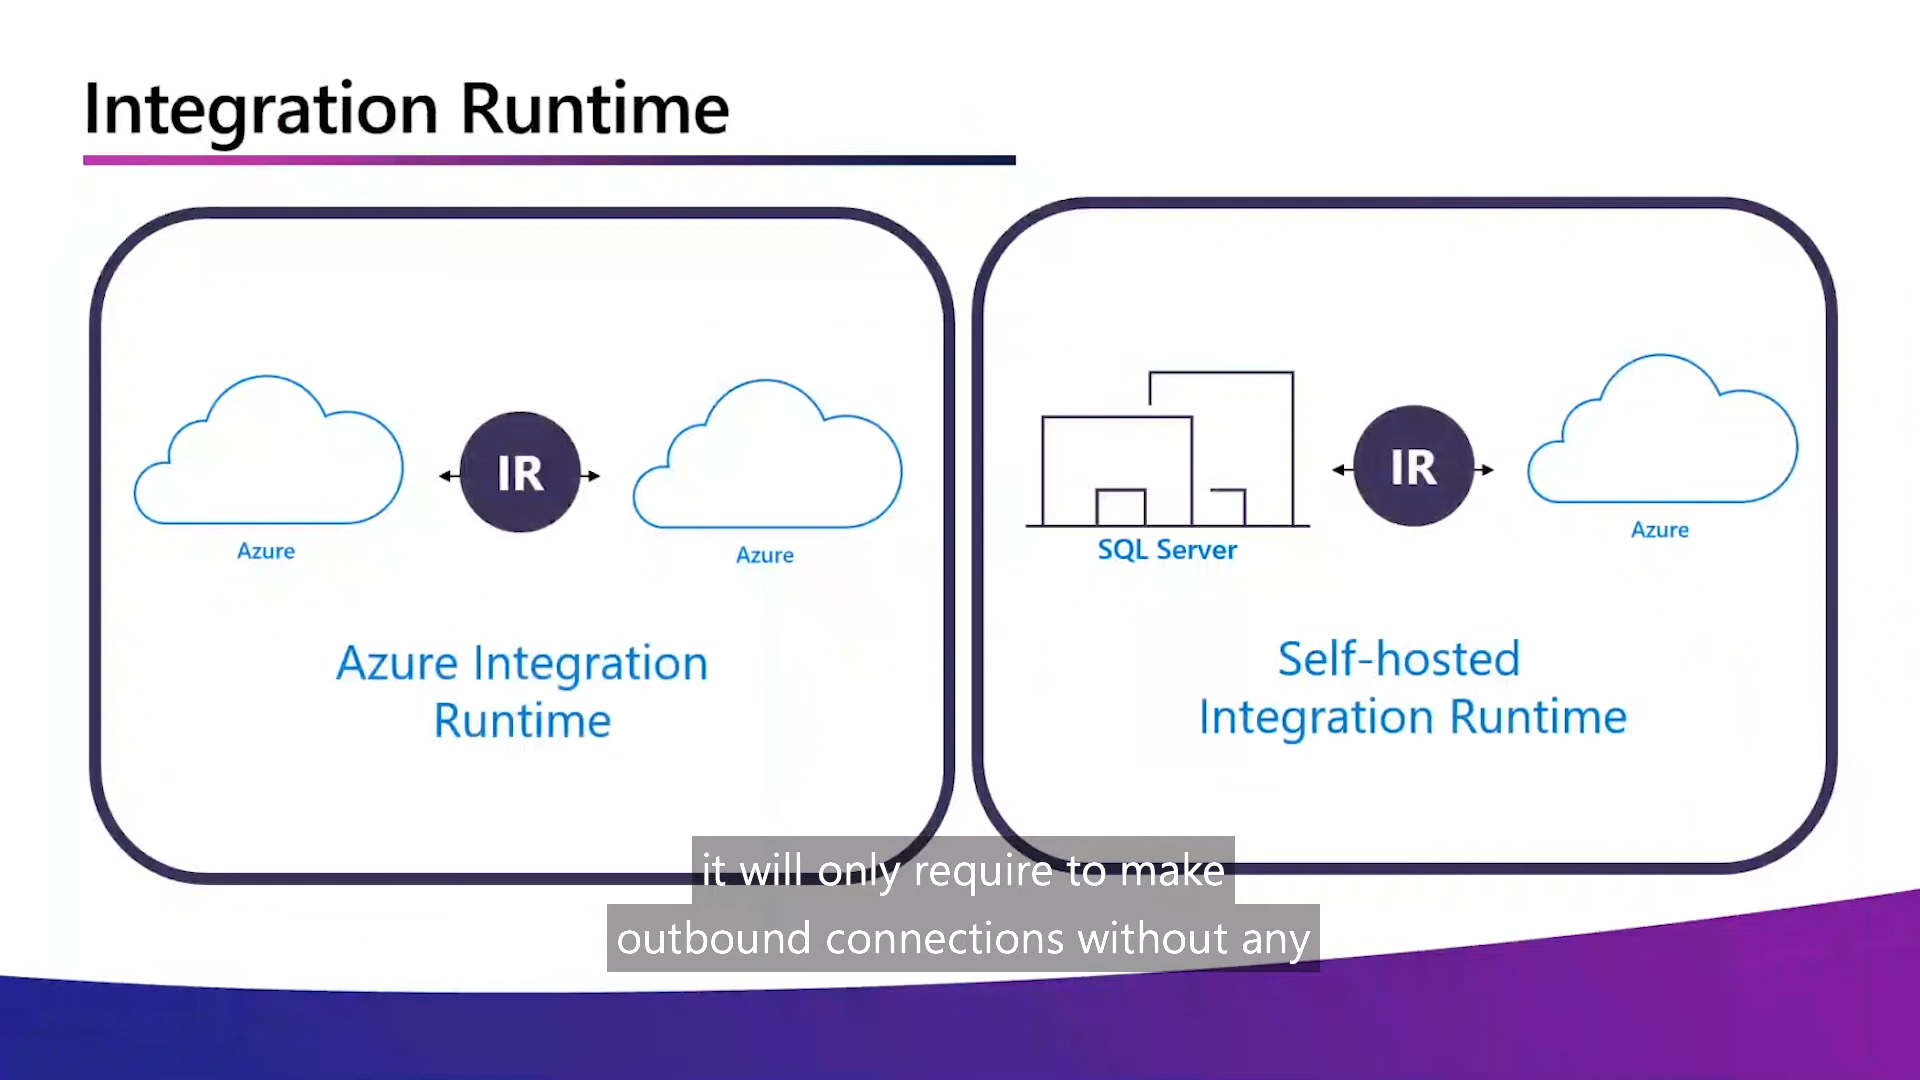 Integration Runtime
IR
Azure
Azure
Azure Integration
Runtime
IR
SQL Server
Azure
Self-hosted
Integration Runtime
it will only require to make
outbound connections without any